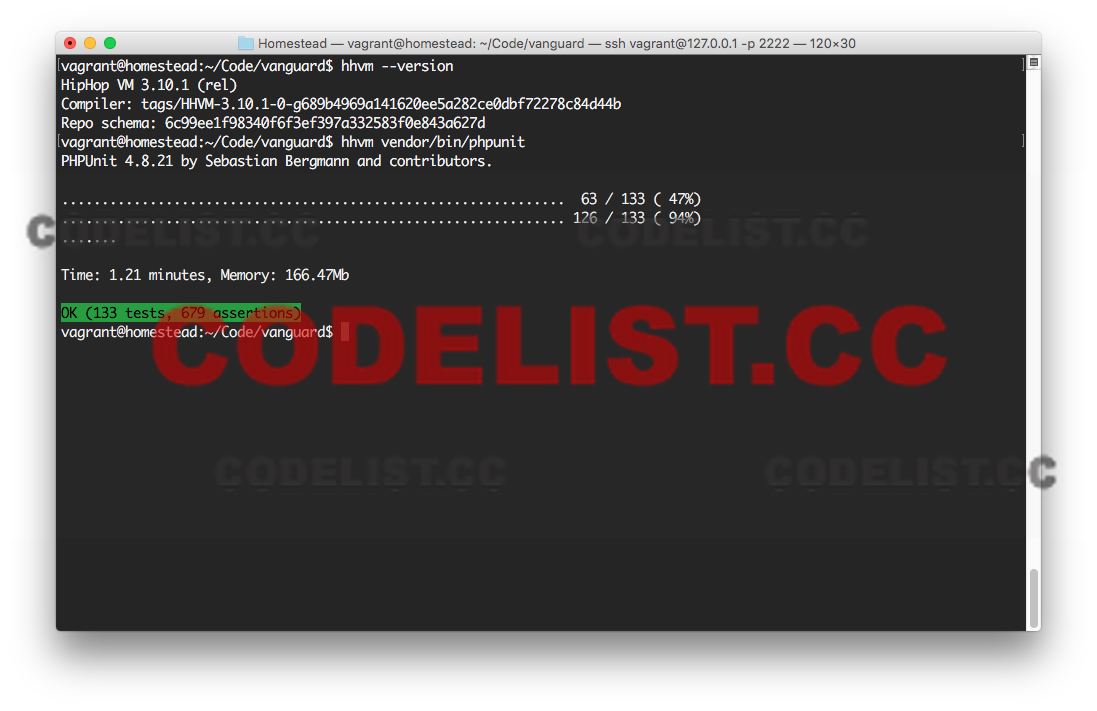 Homestead — vagrant@homestead: ~/Code/vanguard — ssh vagrant@127.0.0.1 -p 2222 — 120×30
[vagrant@homestead:~/Code/vanguard$ hhvm --version ]
HipHop VM 3.10.1 (rel)
Compiler: tags/HHVM-3.10.1-0-g689b4969a141620ee5a282ce0dbf72278c84d44b
Repo schema: 6c99ee1f98340f6f3ef397a332583f0e843a627d
[vagrant@homestead:~/Code/vanguard$ hhvm vendor/bin/phpunit ]
PHPUnit 4.8.21 by Sebastian Bergmann and contributors.
...............................................................  63 / 133 ( 47%)
............................................................... 126 / 133 ( 94%)
CODELIST.CC CODELIST.CC
.......
Time: 1.21 minutes, Memory: 166.47Mb
OK (133 tests, 679 assertions)
vagrant@homestead:~/Code/vanguard$
CODELIST.CC
CODELIST.CC CODELIST.CC